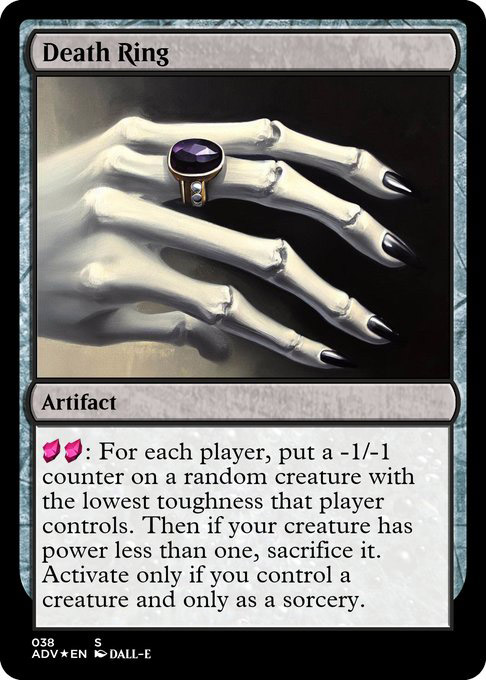 Death Ring
Artifact
: For each player, put a -1/-1
counter on a random creature with
the lowest toughness that player
controls. Then if your creature has
power less than one, sacrifice it.
Activate only if you control a
creature and only as a sorcery.
038 S
ADV★EN DALL-E